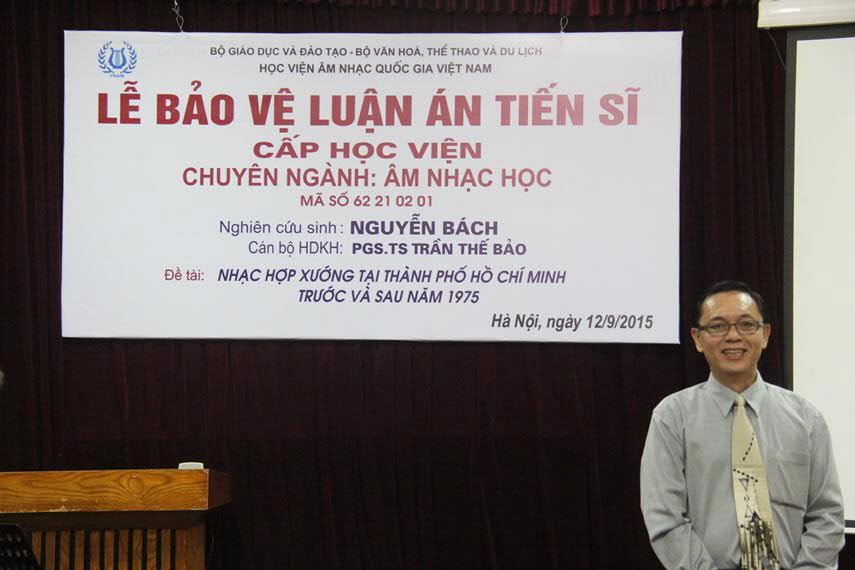 BỘ GIÁO DỤC VÀ ĐÀO TẠO - BỘ VĂN HOÁ, THỂ THAO VÀ DU LỊCH
HỌC VIỆN ÂM NHẠC QUỐC GIA VIỆT NAM
LỄ BẢO VỆ LUẬN ÁN TIẾN SĨ
CẤP HỌC VIỆN
CHUYÊN NGÀNH: ÂM NHẠC HỌC
MÃ SỐ 62 21 02 01
Nghiên cứu sinh : NGUYỄN BÁCH
Cán bộ HDKH: PGS.TS TRẦN THẾ BẢO
Đề tài: NHẠC HỢP XƯỚNG TẠI THÀNH PHỐ HỒ CHÍ MINH
TRƯỚC VÀ SAU NĂM 1975
Hà Nội, ngày 12/9/2015